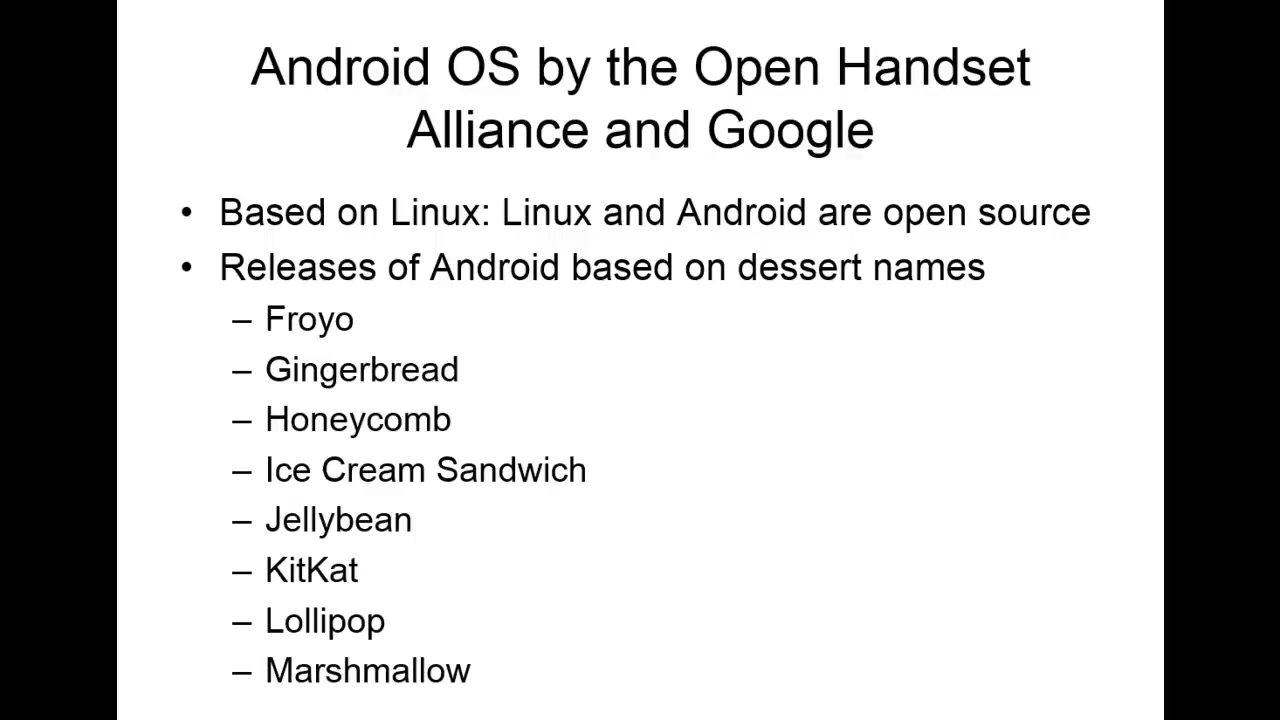 Android OS by the Open Handset
Alliance and Google
• Based on Linux: Linux and Android are open source
• Releases of Android based on dessert names
– Froyo
– Gingerbread
– Honeycomb
– Ice Cream Sandwich
– Jellybean
– KitKat
– Lollipop
– Marshmallow